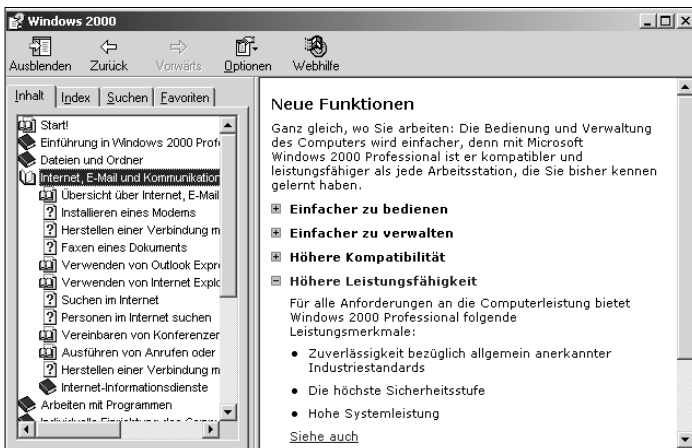 Windows 2000
Ausblenden Zurück Vorwärts Optionen Webhilfe
Inhalt Index Suchen Favoriten
Start!
Einführung in Windows 2000 Profe
Dateien und Ordner
Internet, E-Mail und Kommunikation
Übersicht über Internet, E-Mail
Installieren eines Modems
Herstellen einer Verbindung m
Faxen eines Dokuments
Verwenden von Outlook Expr
Verwenden von Internet Explo
Suchen im Internet
Personen im Internet suchen
Vereinbaren von Konferenzer
Ausführen von Anrufen oder
Herstellen einer Verbindung m
Internet-Informationsdienste
Arbeiten mit Programmen
Neue Funktionen
Ganz gleich, wo Sie arbeiten: Die Bedienung und Verwaltung
des Computers wird einfacher, denn mit Microsoft
Windows 2000 Professional ist er kompatibler und
leistungsfähiger als jede Arbeitsstation, die Sie bisher kennen
gelernt haben.
Einfacher zu bedienen
Einfacher zu verwalten
Höhere Kompatibilität
Höhere Leistungsfähigkeit
Für alle Anforderungen an die Computerleistung bietet
Windows 2000 Professional folgende
Leistungsmerkmale:
• Zuverlässigkeit bezüglich allgemein anerkannter
Industriestandards
• Die höchste Sicherheitsstufe
• Hohe Systemleistung
Siehe auch